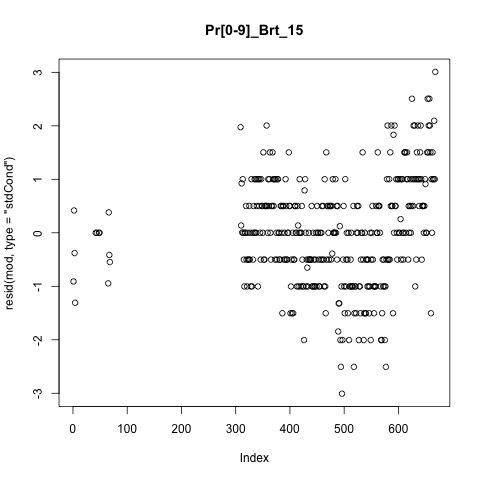 Pr[0-9]_Brt_15
resid(mod, type = "stdCond")
3
2
1
0
-1
-2
-3
0 100 200 300 400 500 600
Index